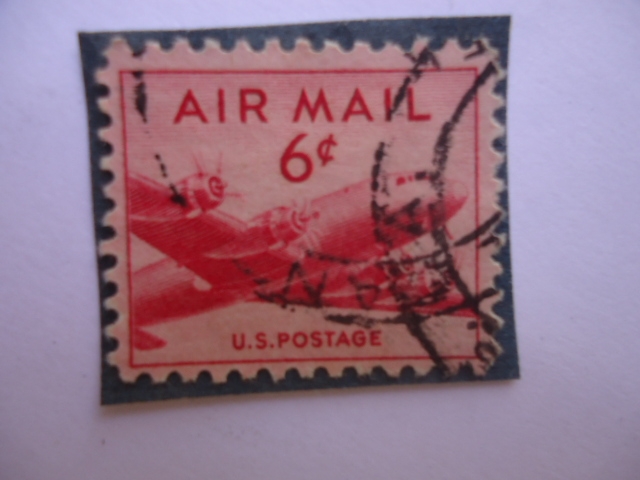 AIR MAIL
6¢
U.S. POSTAGE